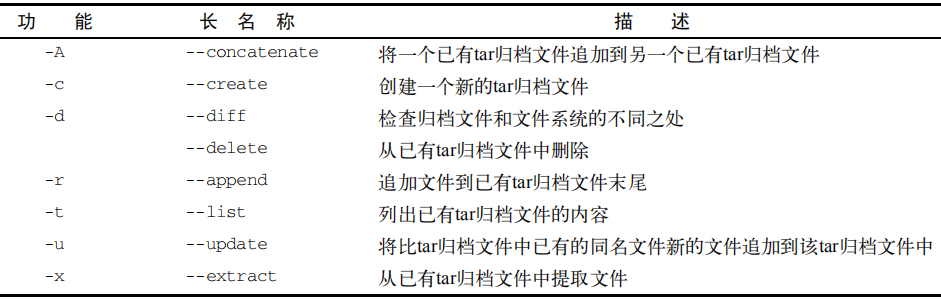 功 能 长 名 称 描 述
-A --concatenate 将一个已有tar归档文件追加到另一个已有tar归档文件
-c --create 创建一个新的tar归档文件
-d --diff 检查归档文件和文件系统的不同之处
--delete 从已有tar归档文件中删除
-r --append 追加文件到已有tar归档文件末尾
-t --list 列出已有tar归档文件的内容
-u --update 将比tar归档文件中已有的同名文件新的文件追加到该tar归档文件中
-x --extract 从已有tar归档文件中提取文件